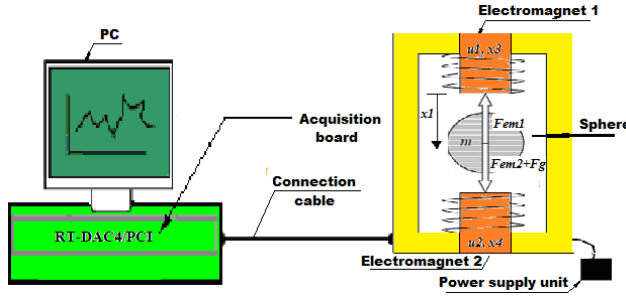 PC
Electromagnet 1
u1, x3
Acquisition
board
x1
Fem1
Sphere
m
Fem2+Fg
Connection
cable
RT-DAC4/PCI
u2, x4
Electromagnet 2
Power supply unit